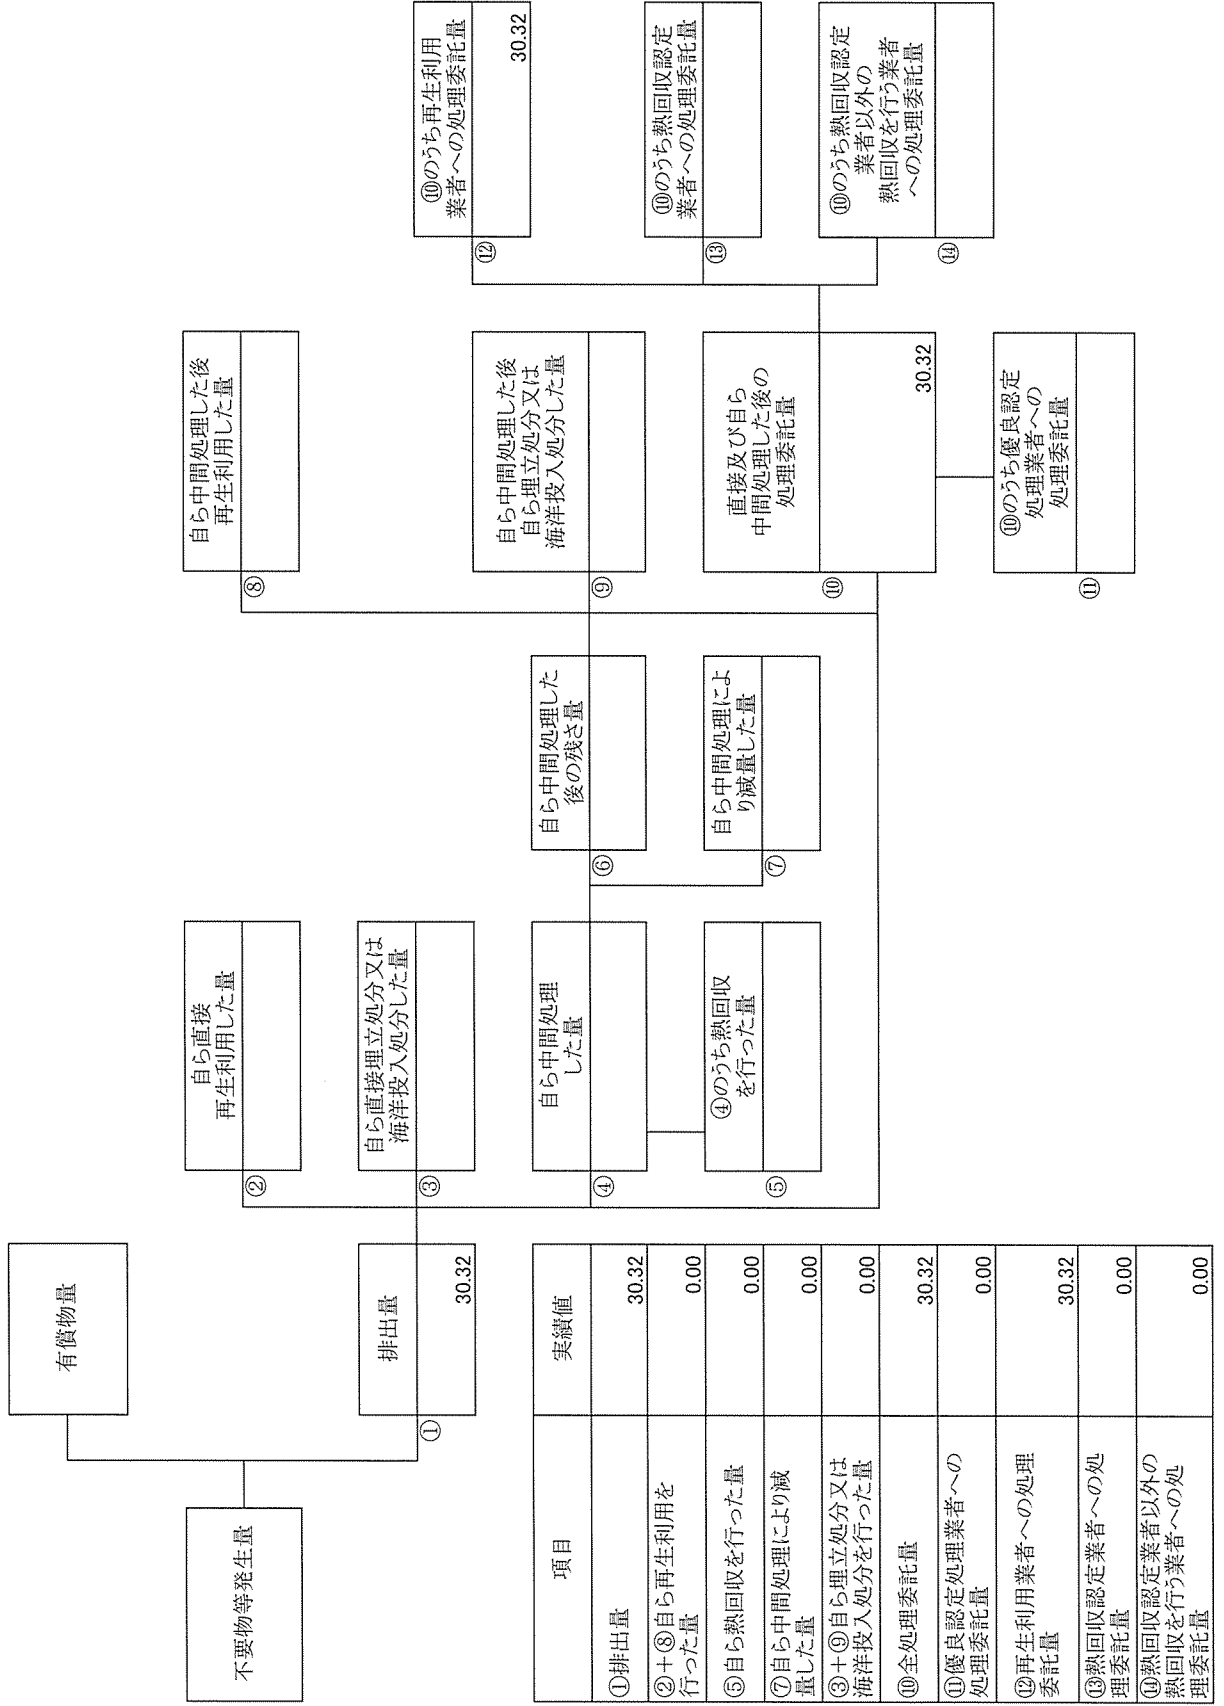 不要物等発生量
有償物量
排出量
①
30.32
自ら直接
再生利用した量
②
自ら直接埋立処分又は
海洋投入処分した量
③
自ら中間処理
した量
④
④のうち熱回収
を行った量
⑤
自ら中間処理した
後の残さ量
⑥
自ら中間処理によ
り減量した量
⑦
自ら中間処理した後
再生利用した量
⑧
自ら中間処理した後
自ら埋立処分又は
海洋投入処分した量
⑨
直接及び自ら
中間処理した後の
処理委託量
⑩
30.32
⑩のうち優良認定
処理業者への
処理委託量
⑪
⑩のうち再生利用
業者への処理委託量
⑫
30.32
⑩のうち熱回収認定
業者への処理委託量
⑬
⑩のうち熱回収認定
業者以外の
熱回収を行う業者
への処理委託量
⑭
項目
実績値
①排出量
30.32
②+⑧自ら再生利用を
行った量
0.00
⑤自ら熱回収を行った量
0.00
⑦自ら中間処理により減
量した量
0.00
③+⑨自ら埋立処分又は
海洋投入処分を行った量
0.00
⑩全処理委託量
30.32
⑪優良認定処理業者への
処理委託量
0.00
⑫再生利用業者への処理
委託量
30.32
⑬熱回収認定業者への処
理委託量
0.00
⑭熱回収認定業者以外の
熱回収を行う業者への処
理委託量
0.00